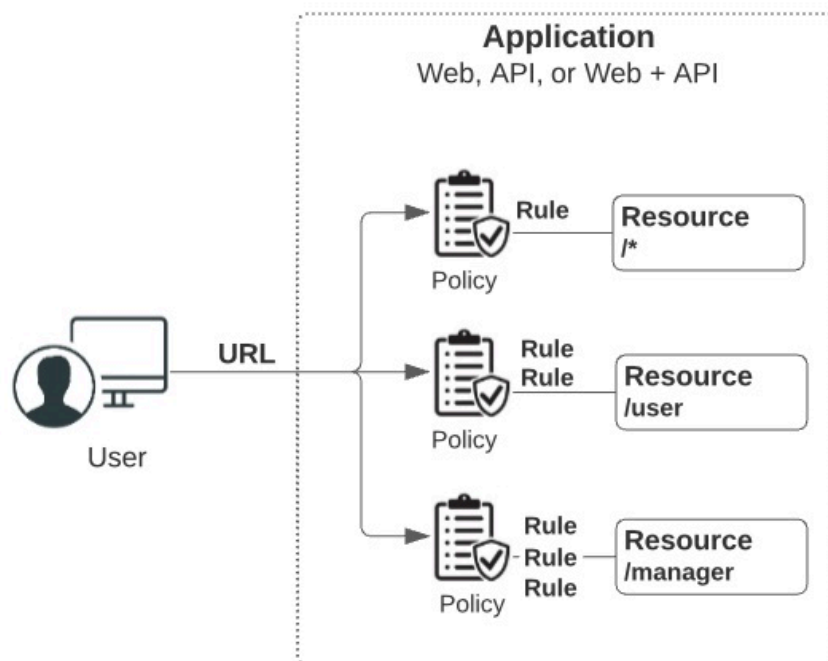 Application
Web, API, or Web + API
Rule
Resource
/*
Policy
URL
User
Rule
Rule
Resource
/user
Policy
Rule
Rule
Rule
Resource
/manager
Policy